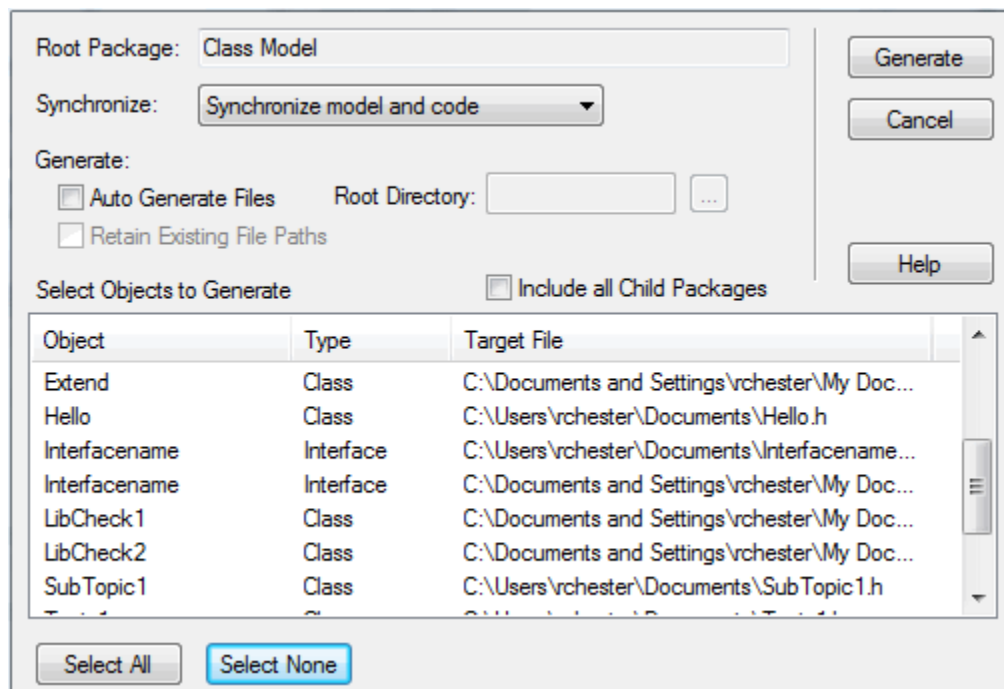 Root Package: Class Model
Generate
Synchronize: Synchronize model and code
Cancel
Generate:
Auto Generate Files Root Directory: ...
Retain Existing File Paths
Help
Select Objects to Generate Include all Child Packages
Object Type Target File
Extend Class C:\Documents and Settings\rchester\My Doc...
Hello Class C:\Users\rchester\Documents\Hello.h
Interfacename Interface C:\Users\rchester\Documents\Interfacename...
Interfacename Interface C:\Documents and Settings\rchester\My Doc...
LibCheck1 Class C:\Documents and Settings\rchester\My Doc...
LibCheck2 Class C:\Documents and Settings\rchester\My Doc...
SubTopic1 Class C:\Users\rchester\Documents\SubTopic1.h
Select All Select None